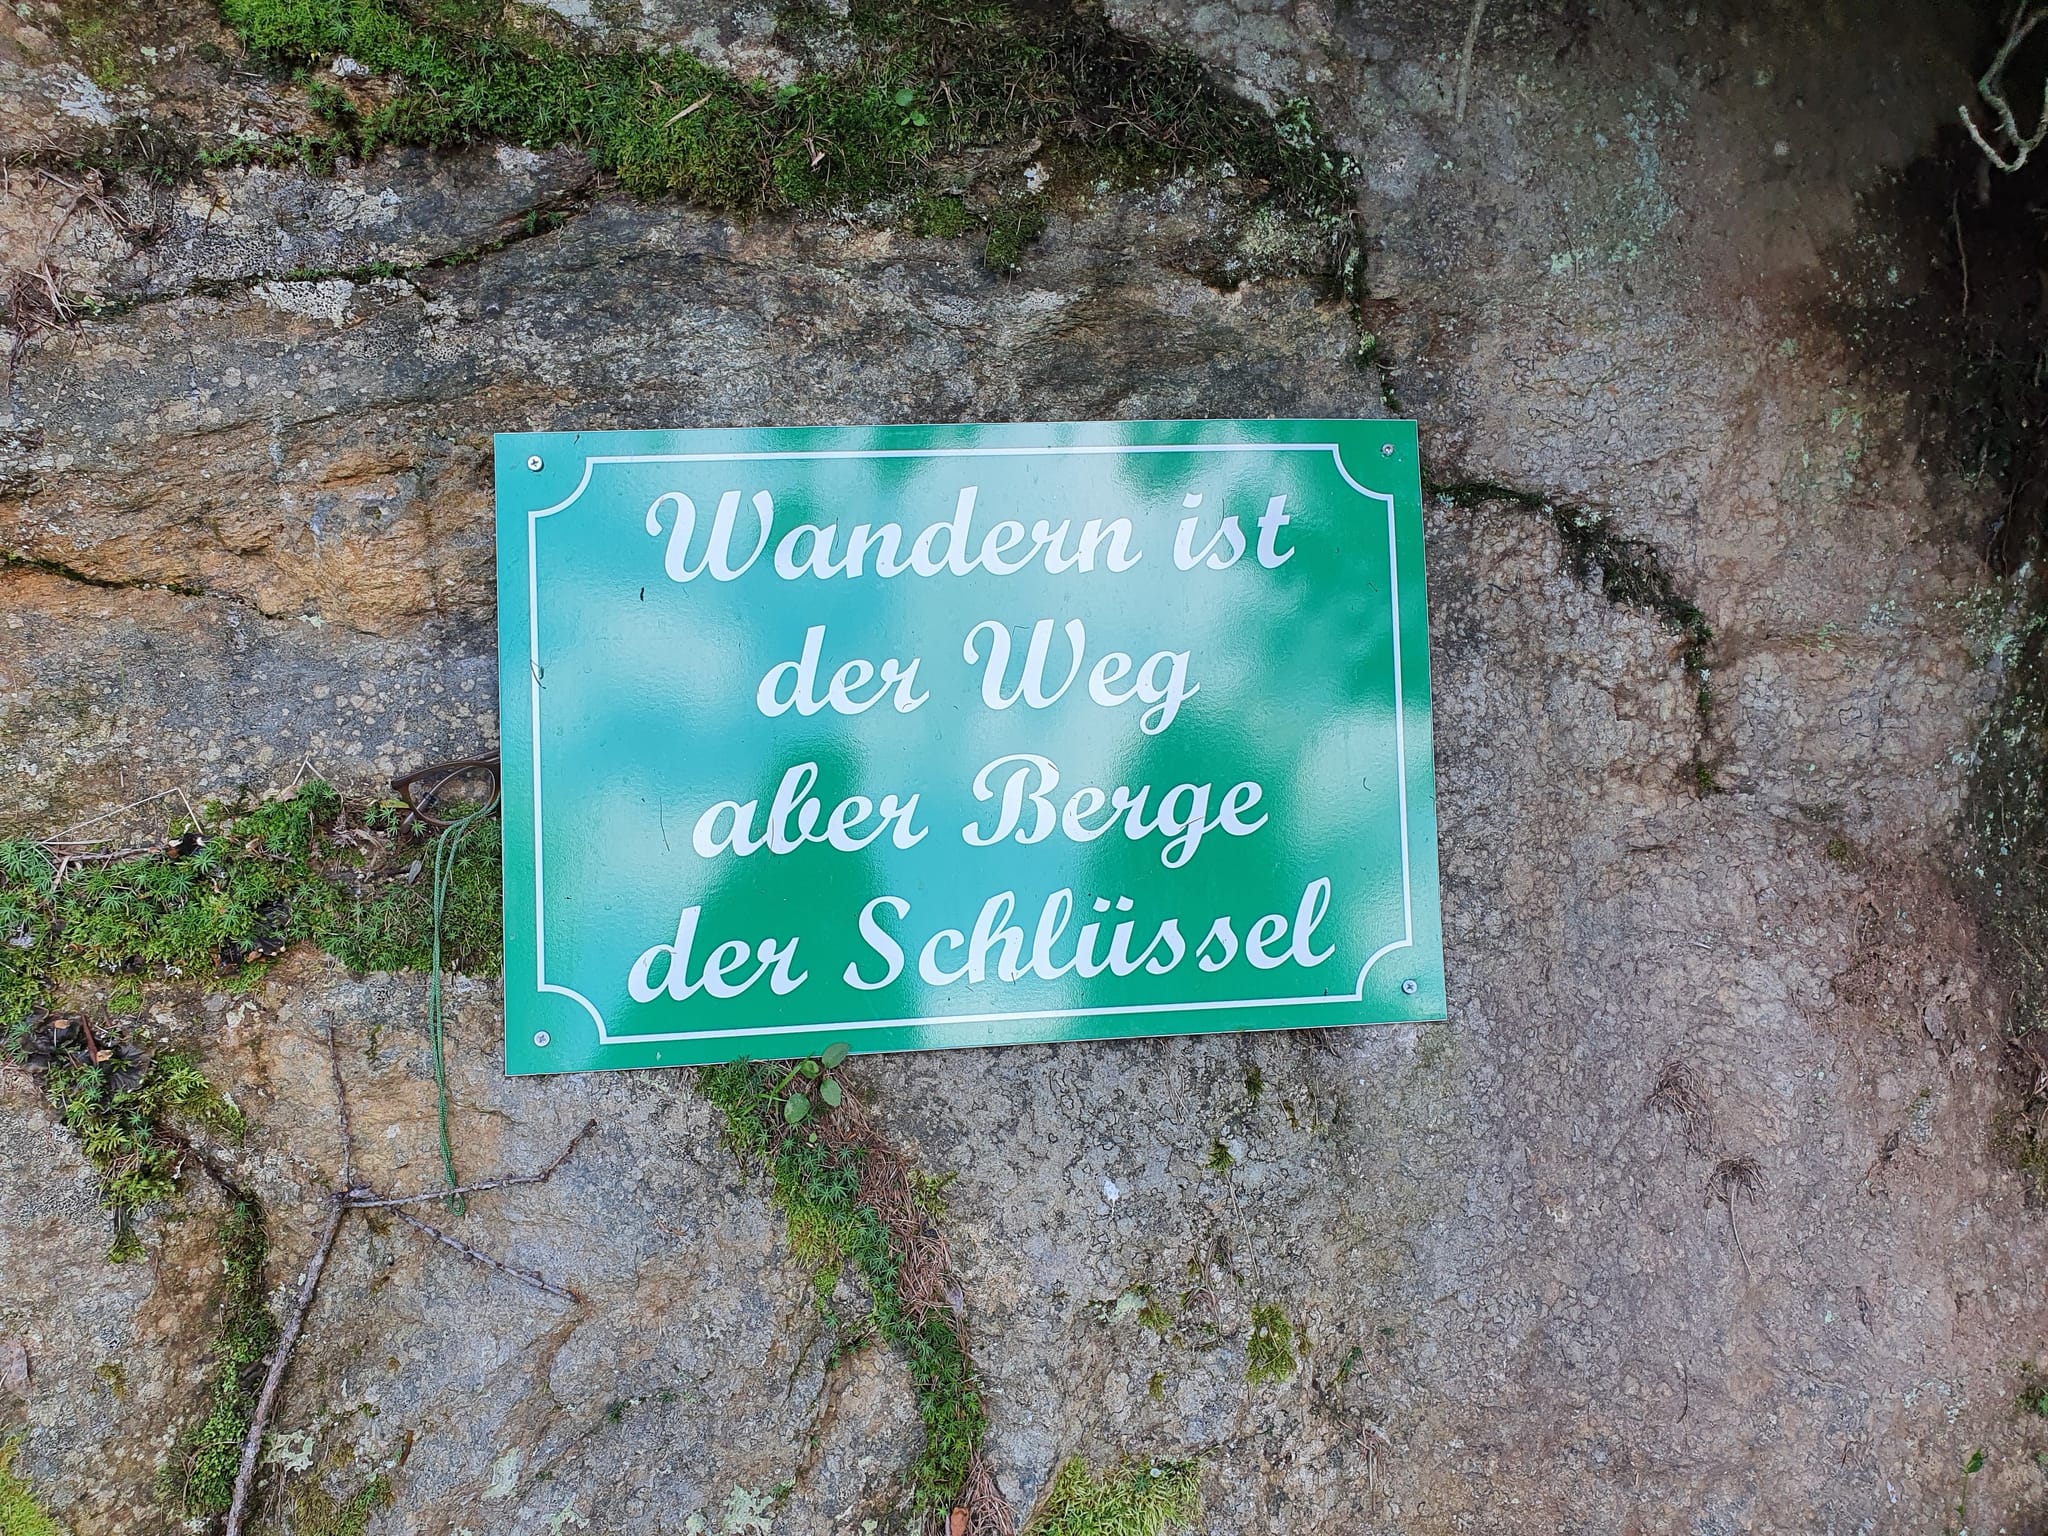 Wandern ist
der Weg
aber Berge
der Schlüssel